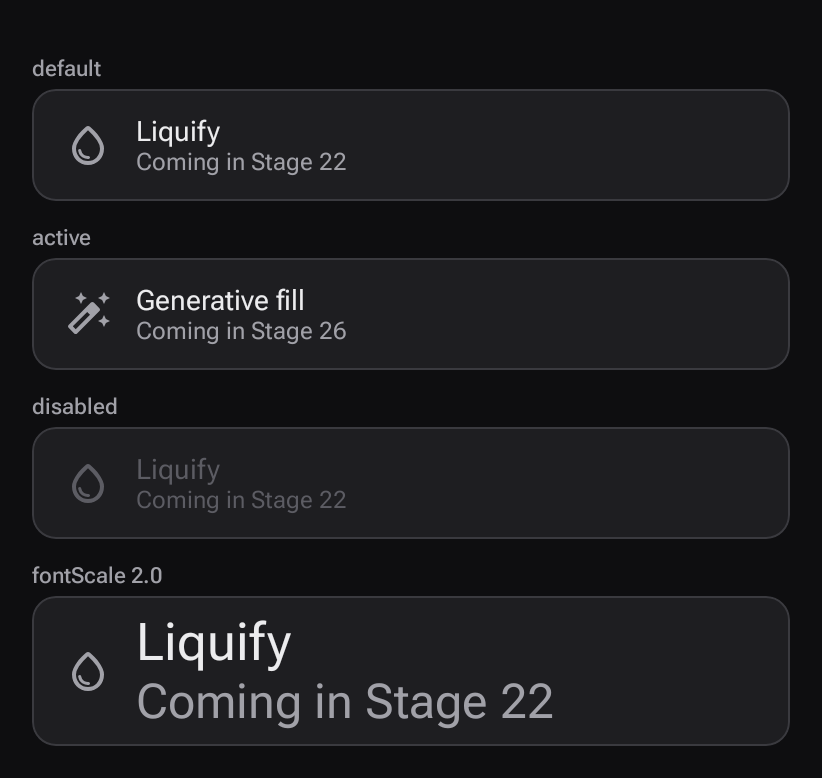 default
Liquify
Coming in Stage 22
active
Generative fill
Coming in Stage 26
disabled
Liquify
Coming in Stage 22
fontScale 2.0
Liquify
Coming in Stage 22